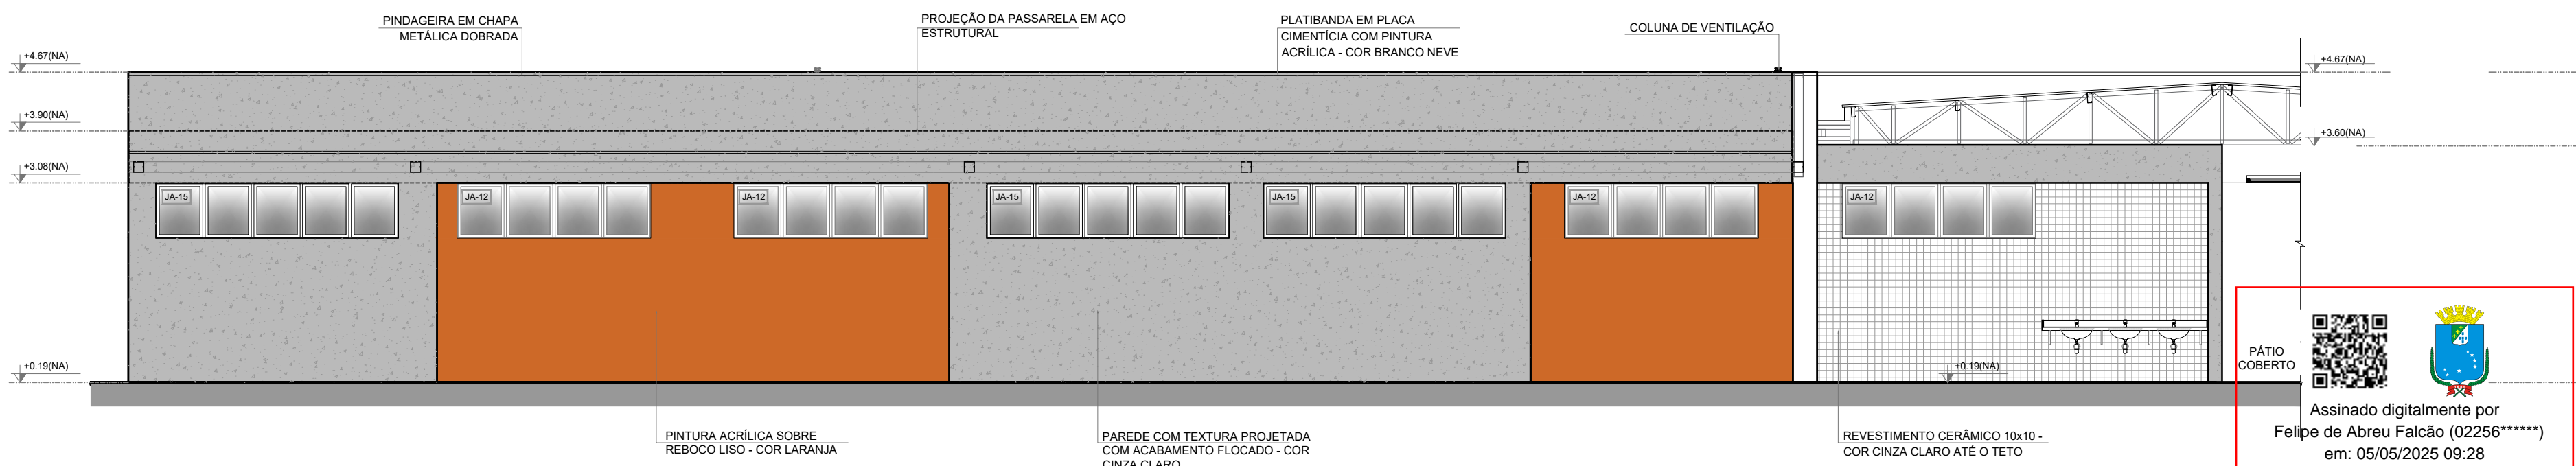 PINDAGEIRA EM CHAPA
METÁLICA DOBRADA
PROJEÇÃO DA PASSARELA EM AÇO
ESTRUTURAL
PLATIBANDA EM PLACA
CIMENTÍCIA COM PINTURA
ACRÍLICA - COR BRANCO NEVE
COLUNA DE VENTILAÇÃO
+4.67(NA)
+4.67(NA)
+3.90(NA)
+3.60(NA)
+3.08(NA)
JA-15
JA-12
JA-12
JA-15
JA-15
JA-12
JA-12
+0.19(NA)
+0.19(NA)
PÁTIO
COBERTO
PINTURA ACRÍLICA SOBRE
REBOCO LISO - COR LARANJA
PAREDE COM TEXTURA PROJETADA
COM ACABAMENTO FLOCADO - COR
CINZA CLARO
REVESTIMENTO CERÂMICO 10x10 -
COR CINZA CLARO ATÉ O TETO
Assinado digitalmente por
Felipe de Abreu Falcão (02256******)
em: 05/05/2025 09:28